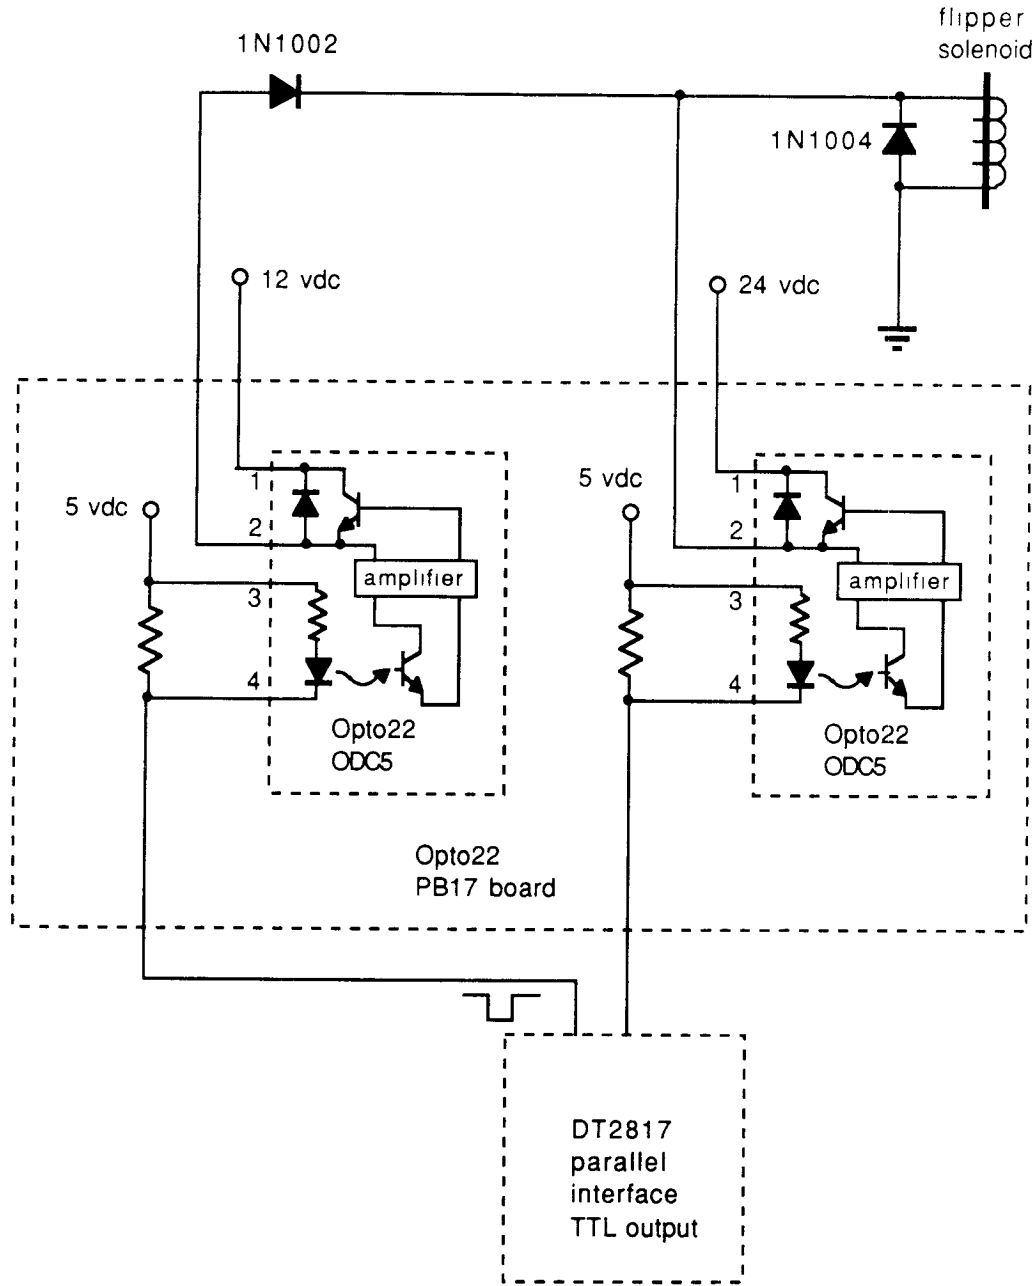 flipper
solenoid
1N1002
1N1004
12 vdc
24 vdc
5 vdc
1
2
amplifier
3
4
Opto22
ODC5
5 vdc
1
2
amplifier
3
4
Opto22
ODC5
Opto22
PB17 board
DT2817
parallel
interface
TTL output